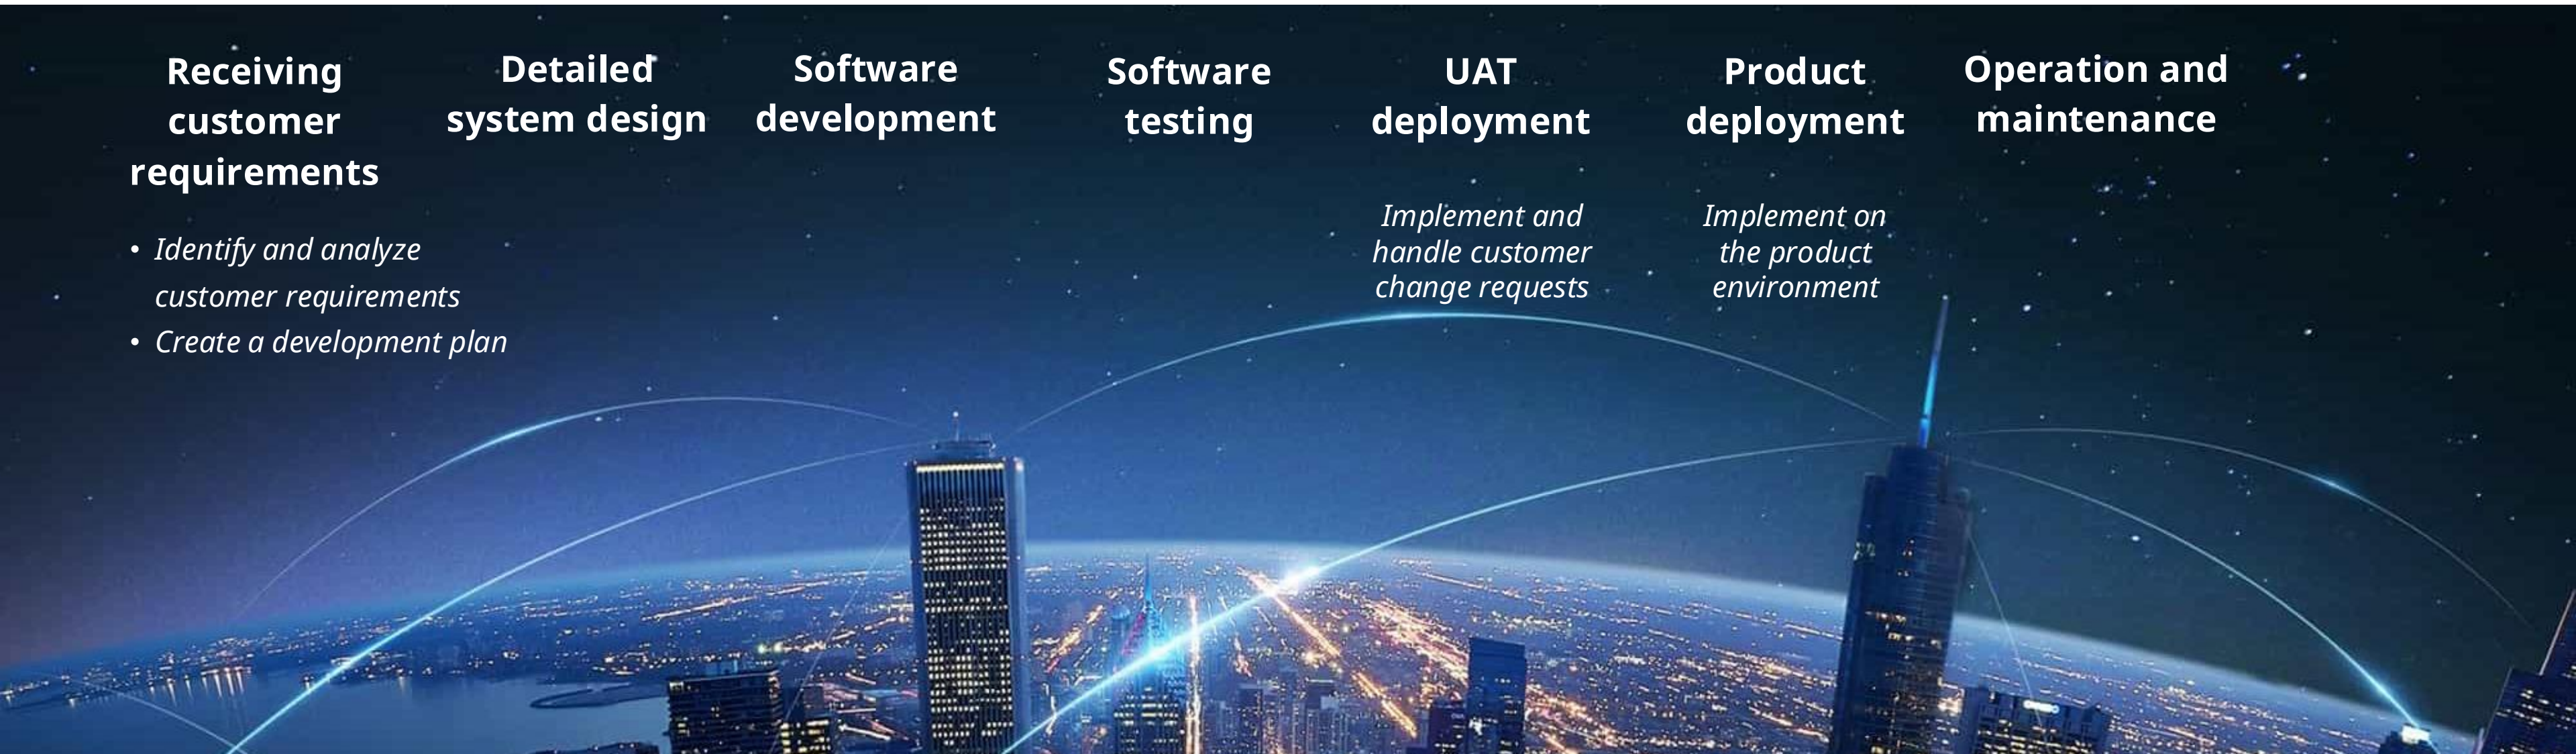 Receiving
customer
requirements
Identify and analyze
customer requirements
Create a development plan
Detailed
system design
Software
development
Software
testing
UAT
deployment
Implement and
handle customer
change requests
Product
deployment
Implement on
the product
environment
Operation and
maintenance